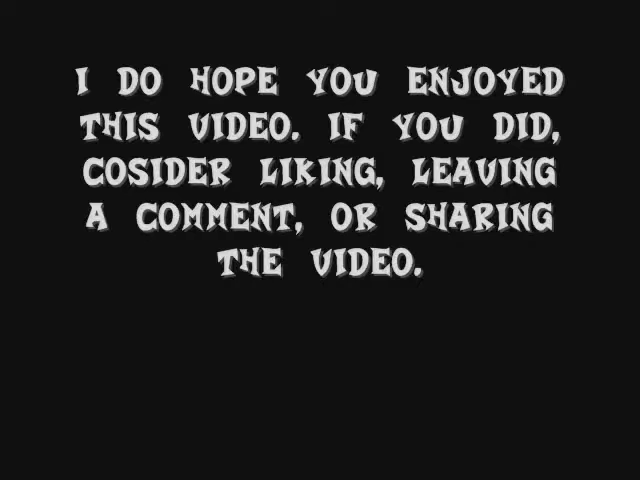 I DO HOPE YOU ENJOYED
THIS VIDEO. IF YOU DID,
COSIDER LIKING, LEAVING
A COMMENT, OR SHARING
THE VIDEO.